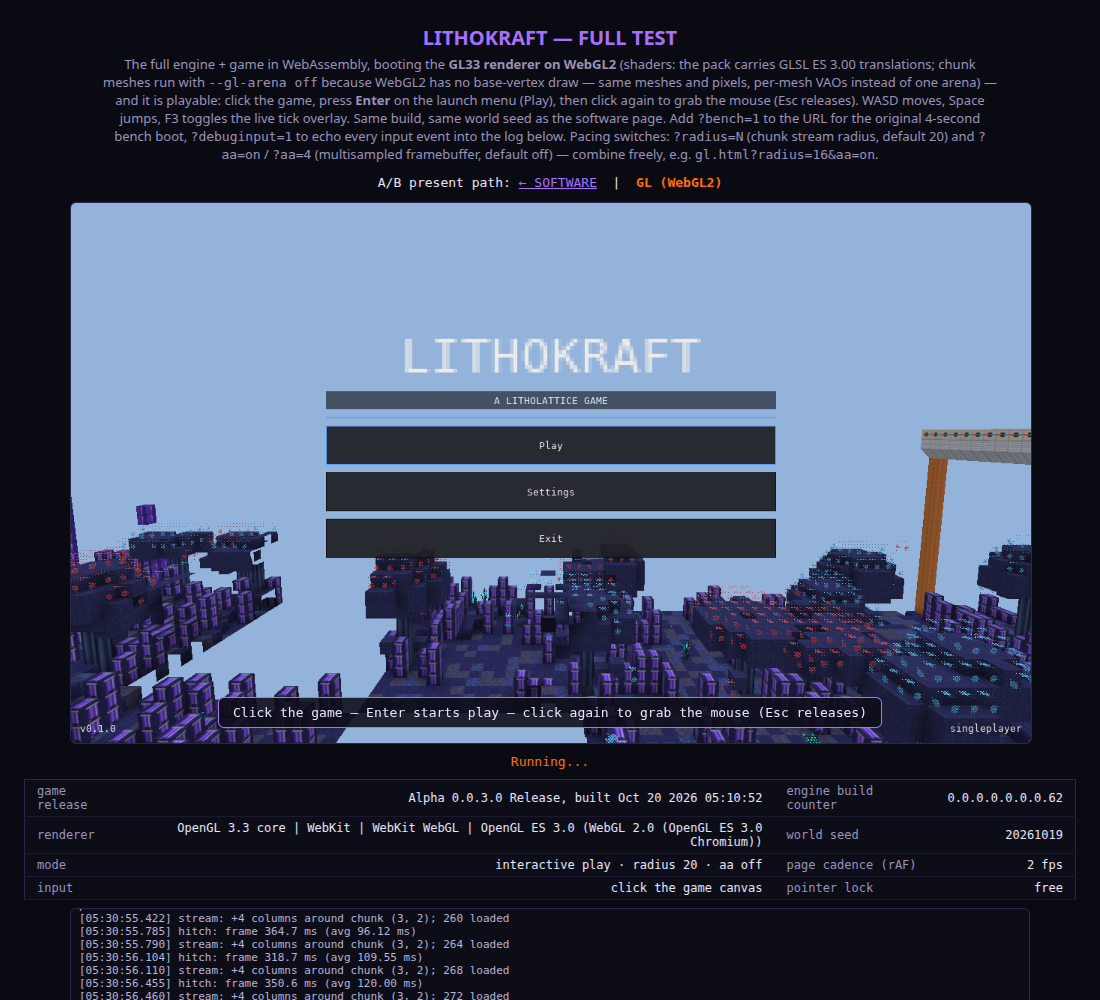 LITHOKRAFT — FULL TEST
The full engine + game in WebAssembly, booting the GL33 renderer on WebGL2 (shaders: the pack carries GLSL ES 3.00 translations; chunk
meshes run with --gl-arena off because WebGL2 has no base-vertex draw — same meshes and pixels, per-mesh VAOs instead of one arena) —
and it is playable: click the game, press Enter on the launch menu (Play), then click again to grab the mouse (Esc releases). WASD moves, Space
jumps, F3 toggles the live tick overlay. Same build, same world seed as the software page. Add ?bench=1 to the URL for the original 4-second
bench boot, ?debuginput=1 to echo every input event into the log below. Pacing switches: ?radius=N (chunk stream radius, default 20) and ?
aa=on / ?aa=4 (multisampled framebuffer, default off) — combine freely, e.g. gl.html?radius=16&aa=on.
A/B present path: ← SOFTWARE | GL (WebGL2)
LITHOKRAFT
A LITHOLATTICE GAME
Play
Settings
Exit
Click the game — Enter starts play — click again to grab the mouse (Esc releases)
v0.1.0
singleplayer
Running...
game release
Alpha 0.0.3.0 Release, built Oct 20 2026 05:10:52
engine build counter
0.0.0.0.0.0.0.62
renderer
OpenGL 3.3 core | WebKit | WebKit WebGL | OpenGL ES 3.0 (WebGL 2.0 (OpenGL ES 3.0
Chromium))
world seed
20261019
mode
interactive play · radius 20 · aa off
page cadence (rAF)
2 fps
input
click the game canvas
pointer lock
free
[05:30:55.422] stream: +4 columns around chunk (3, 2); 260 loaded
[05:30:55.785] hitch: frame 364.7 ms (avg 96.12 ms)
[05:30:55.790] stream: +4 columns around chunk (3, 2); 264 loaded
[05:30:56.104] hitch: frame 318.7 ms (avg 109.55 ms)
[05:30:56.110] stream: +4 columns around chunk (3, 2); 268 loaded
[05:30:56.455] hitch: frame 350.6 ms (avg 120.00 ms)
[05:30:56.460] stream: +4 columns around chunk (3, 2); 272 loaded